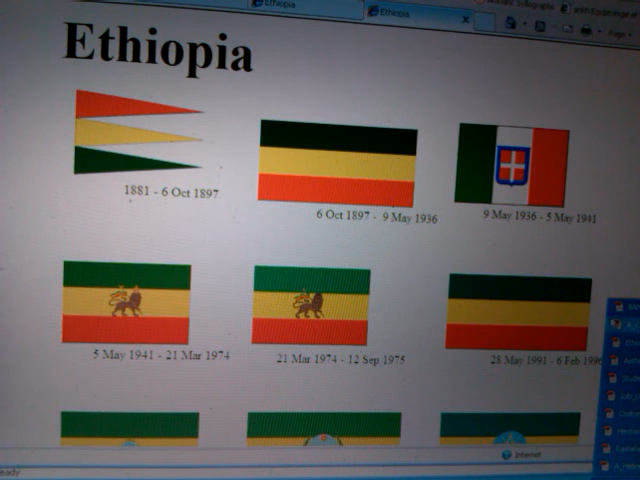 Ethiopia
Ethiopia
Page
Ethiopia
1881 - 6 Oct 1897
6 Oct 1897 - 9 May 1936
9 May 1936 - 5 May 1941
5 May 1941 - 21 Mar 1974
21 Mar 1974 - 12 Sep 1975
28 May 1991 - 6 Feb 1996
Internet